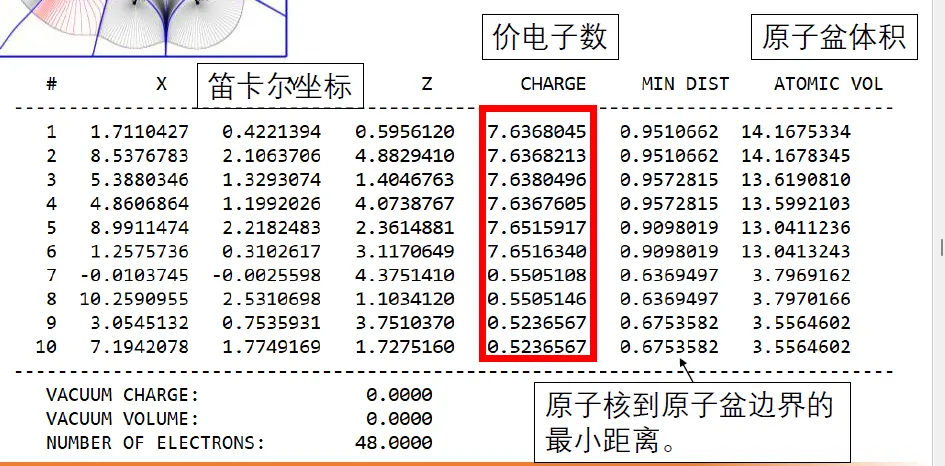 价电子数
原子盆体积
# X 笛卡尔坐标 Z CHARGE MIN DIST ATOMIC VOL
1 1.7110427 0.4221394 0.5956120 7.6368045 0.9510662 14.1675334
2 8.5376783 2.1063706 4.8829410 7.6368213 0.9510662 14.1678345
3 5.3880346 1.3293074 1.4046763 7.6380496 0.9572815 13.6190810
4 4.8606864 1.1992026 4.0738767 7.6367605 0.9572815 13.5992103
5 8.9911474 2.2182483 2.3614881 7.6515917 0.9098019 13.0411236
6 1.2575736 0.3102617 3.1170649 7.6516340 0.9098019 13.0413243
7 -0.0103745 -0.0025598 4.3751410 0.5505108 0.6369497 3.7969162
8 10.2590955 2.5310698 1.1034120 0.5505146 0.6369497 3.7970166
9 3.0545132 0.7535931 3.7510370 0.5236567 0.6753582 3.5564602
10 7.1942078 1.7749169 1.7275160 0.5236567 0.6753582 3.5564602
VACUUM CHARGE: 0.0000
VACUUM VOLUME: 0.0000
NUMBER OF ELECTRONS: 48.0000
原子核到原子盆边界的
最小距离。